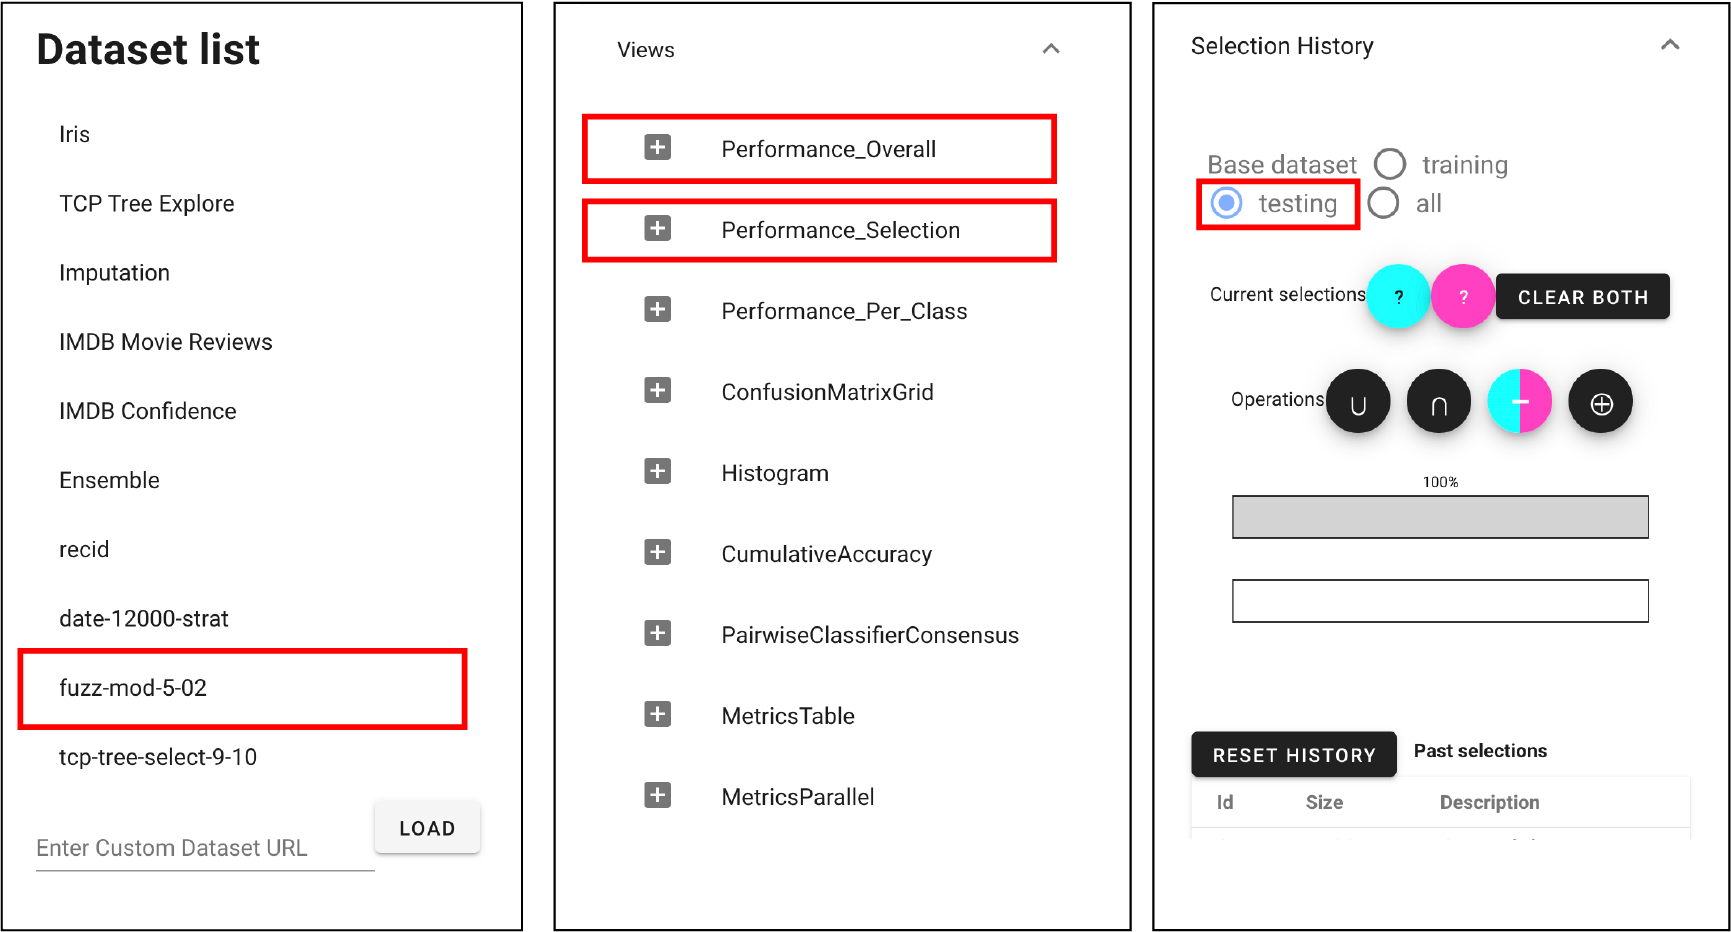 Dataset list
Iris
TCP Tree Explore
Imputation
IMDB Movie Reviews
IMDB Confidence
Ensemble
recid
date-12000-strat
fuzz-mod-5-02
tcp-tree-select-9-10
Enter Custom Dataset URL
LOAD
Views
Performance_Overall
Performance_Selection
Performance_Per_Class
ConfusionMatrixGrid
Histogram
CumulativeAccuracy
PairwiseClassifierConsensus
MetricsTable
MetricsParallel
Selection History
Base dataset training
testing all
Current selections ? ? CLEAR BOTH
Operations ∪ ∩ − ⊕
100%
RESET HISTORY Past selections
Id Size Description